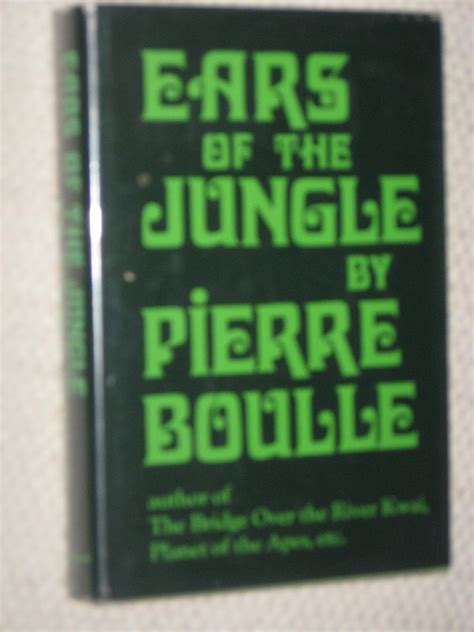 EARS OF THE JUNGLE
EARS
OF THE
JUNGLE
BY
PiERRE
BOULLE
author of
The Bridge Over the River Kwai,
Planet of the Apes, etc.